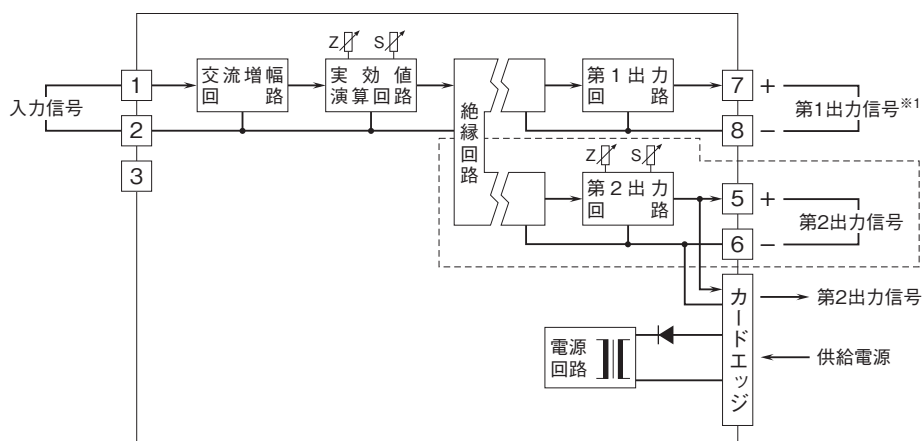 Z S
1
交流増幅
回路
実効値
演算回路
第1出力
回路
7 +
入力信号
第1出力信号※1
2
絶縁回路
8 −
3
Z S
第2出力
回路
5 +
第2出力信号
6 −
カードエッジ
第2出力信号
電源
回路
供給電源